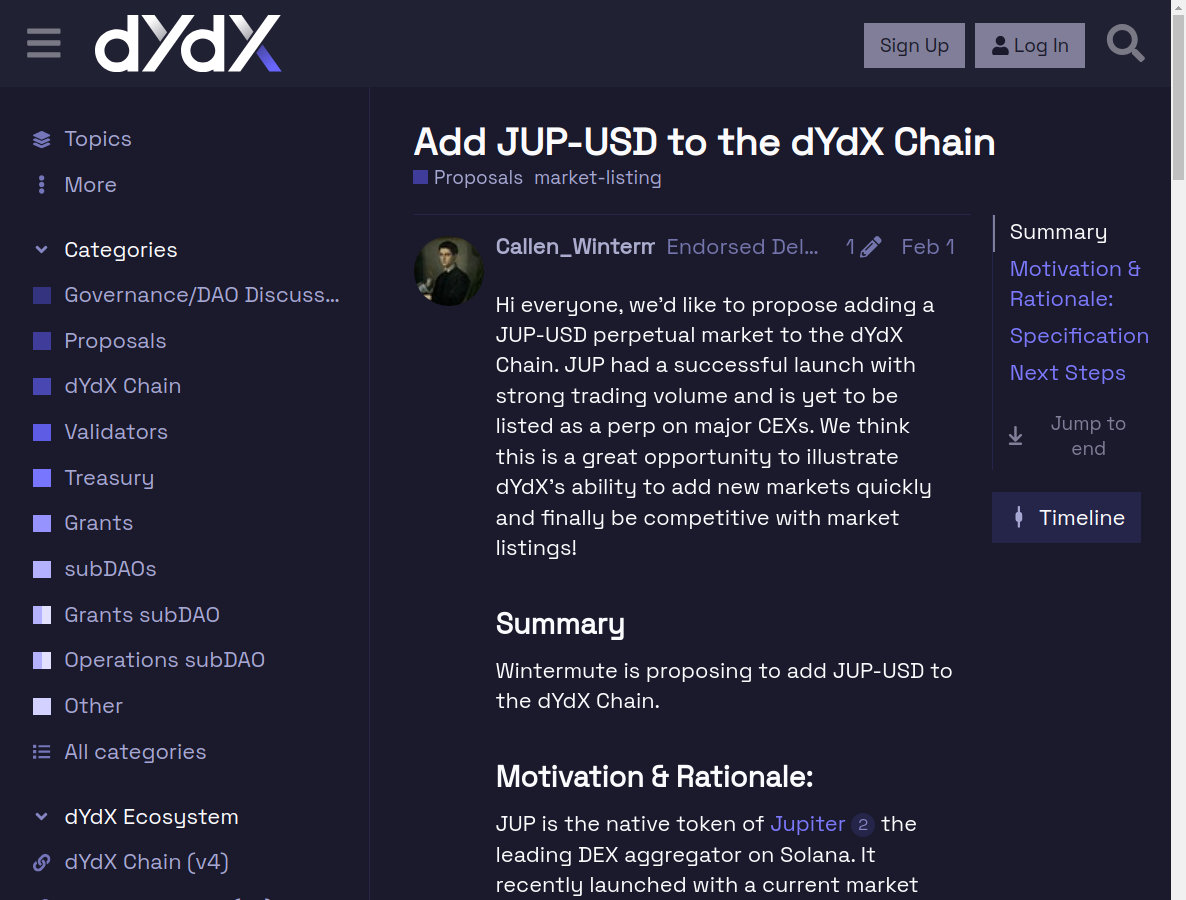 dYdX
Sign Up
Log In
Topics
More
Categories
Governance/DAO Discuss...
Proposals
dYdX Chain
Validators
Treasury
Grants
subDAOs
Grants subDAO
Operations subDAO
Other
All categories
dYdX Ecosystem
dYdX Chain (v4)
Add JUP-USD to the dYdX Chain
Proposals market-listing
Callen_Winterm Endorsed Del... 1 Feb 1
Hi everyone, we’d like to propose adding a
JUP-USD perpetual market to the dYdX
Chain. JUP had a successful launch with
strong trading volume and is yet to be
listed as a perp on major CEXs. We think
this is a great opportunity to illustrate
dYdX’s ability to add new markets quickly
and finally be competitive with market
listings!
Summary
Wintermute is proposing to add JUP-USD to
the dYdX Chain.
Motivation & Rationale:
JUP is the native token of Jupiter 2 the
leading DEX aggregator on Solana. It
recently launched with a current market
Summary
Motivation &
Rationale:
Specification
Next Steps
Jump to
end
Timeline